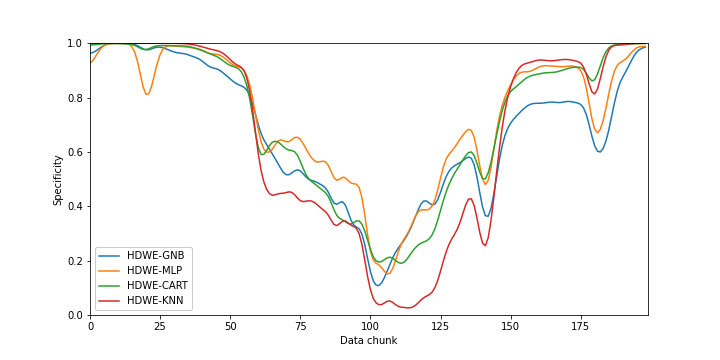 1.0
0.8
0.6
0.4
0.2
0.0
Specificity
HDWE-GNB
HDWE-MLP
HDWE-CART
HDWE-KNN
0 25 50 75 100 125 150 175
Data chunk